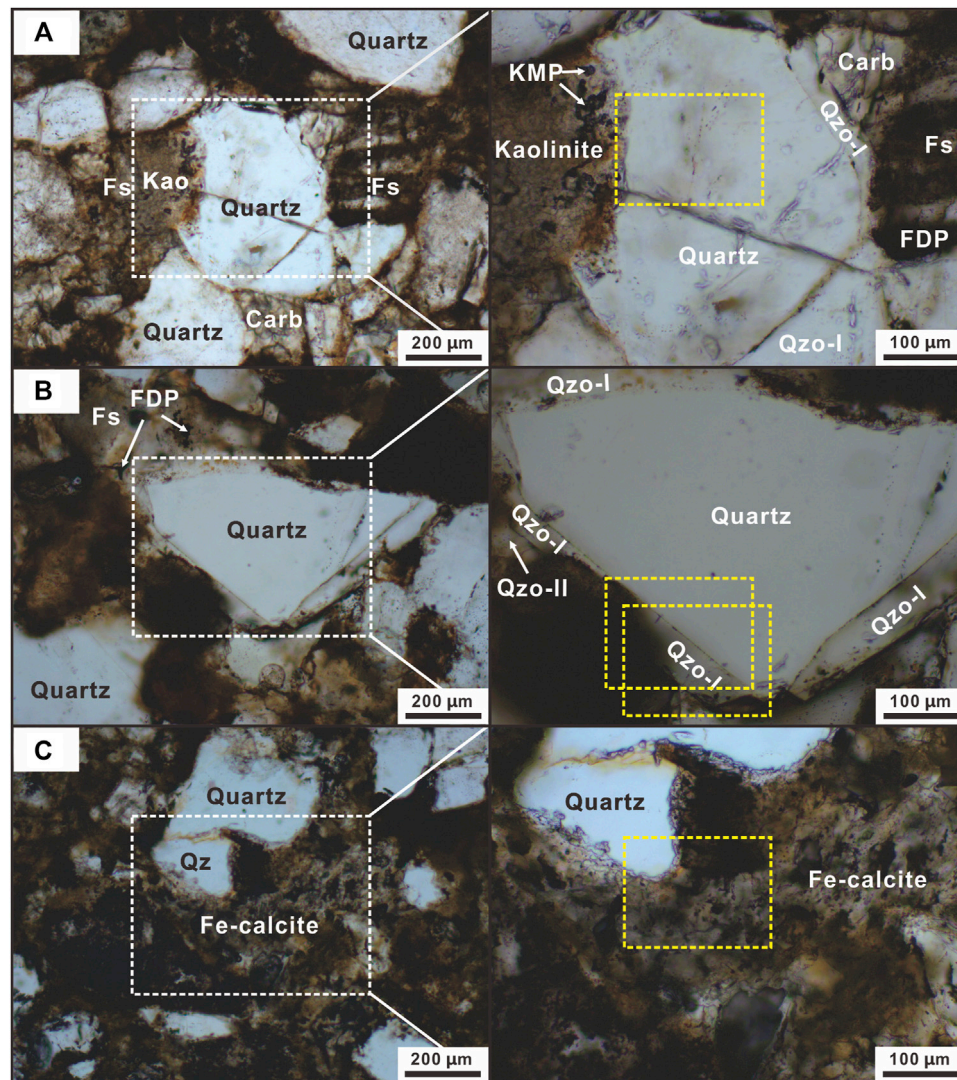 A
Quartz
Fs
Kao
Quartz
Fs
Quartz
Carb
200 µm
KMP
Carb
Qzo-I
Kaolinite
Fs
FDP
Quartz
Qzo-I
100 µm
B
FDP
Fs
Quartz
Quartz
200 µm
Qzo-I
Quartz
Qzo-I
Qzo-II
Qzo-I
Qzo-I
100 µm
C
Quartz
Qz
Fe-calcite
200 µm
Quartz
Fe-calcite
100 µm